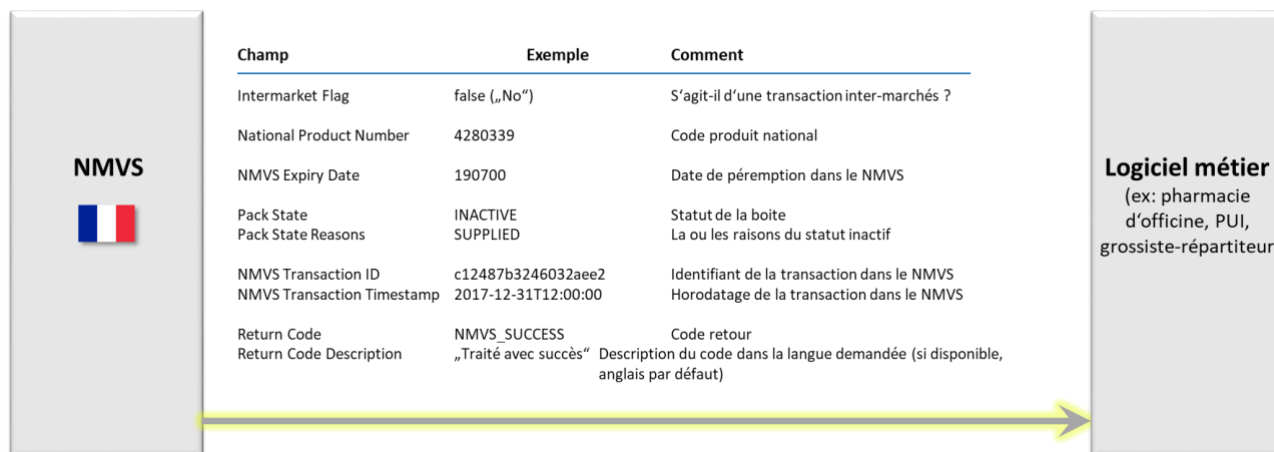 NMVS
Champ Exemple Comment
Intermarket Flag false („No“) S‘agit-il d‘une transaction inter-marchés ?
National Product Number 4280339 Code produit national
NMVS Expiry Date 190700 Date de péremption dans le NMVS
Pack State INACTIVE Statut de la boite
Pack State Reasons SUPPLIED La ou les raisons du statut inactif
NMVS Transaction ID c12487b3246032aee2 Identifiant de la transaction dans le NMVS
NMVS Transaction Timestamp 2017-12-31T12:00:00 Horodatage de la transaction dans le NMVS
Return Code NMVS_SUCCESS Code retour
Return Code Description „Traité avec succès“ Description du code dans la langue demandée (si disponible,
anglais par défaut)
Logiciel métier
(ex: pharmacie
d‘officine, PUI,
grossiste-répartiteur